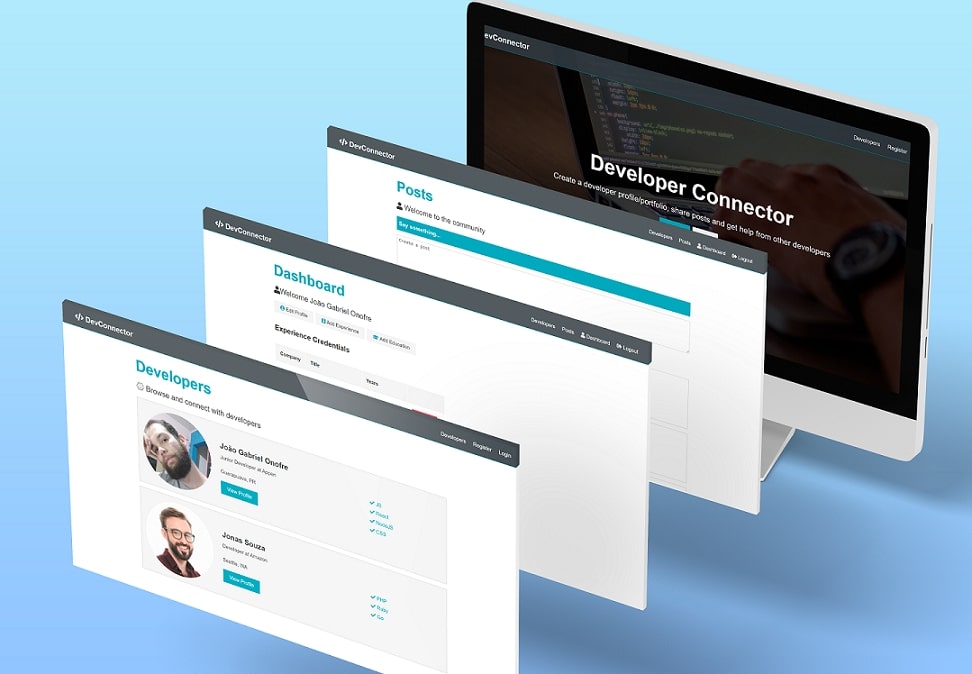 evConnector
Developers Register
Developer Connector
Create a developer profile/portfolio, share posts and get help from other developers
DevConnector
Developers Posts Dashboard Logout
Posts
Welcome to the community
Say something...
Create a post
DevConnector
Developers Posts Dashboard Logout
Dashboard
Welcome João Gabriel Onofre
Edit Profile Add Experience Add Education
Experience Credentials
Company Title Years
DevConnector
Developers Register Login
Developers
Browse and connect with developers
João Gabriel Onofre
Junior Developer at Apperi
Guarapuava, PR
View Profile
React
NodeJS
CSS
Jonas Souza
Developer at Amazon
Seattle, WA
View Profile
PHP
Ruby
Go